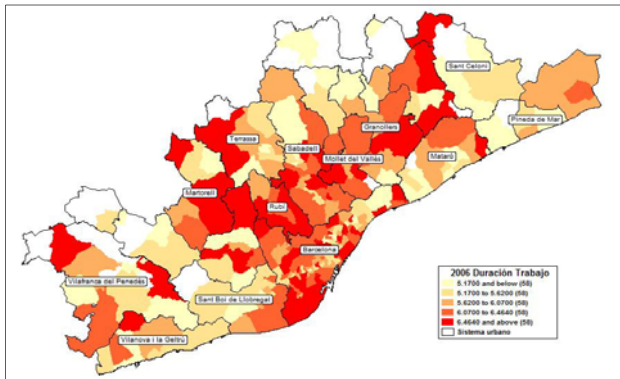 Sant Celoni
Pineda de Mar
Granollers
Terrassa
Sabadell
Mollet del Vallès
Mataró
Martorell
Rubí
Barcelona
Vilafranca del Penedès
Sant Boi de Llobregat
Vilanova i la Geltrú
2006 Duración Trabajo
5.1700 and below (58)
5.1700 to 5.6200 (58)
5.6200 to 6.0700 (58)
6.0700 to 6.4640 (58)
6.4640 and above (58)
Sistema urbano